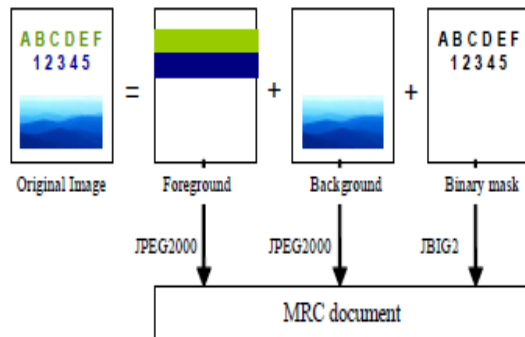 A B C D E F
1 2 3 4 5
=
+
+
A B C D E F
1 2 3 4 5
Original Image
Foreground
Background
Binary mask
JPEG2000
JPEG2000
JBIG2
MRC document